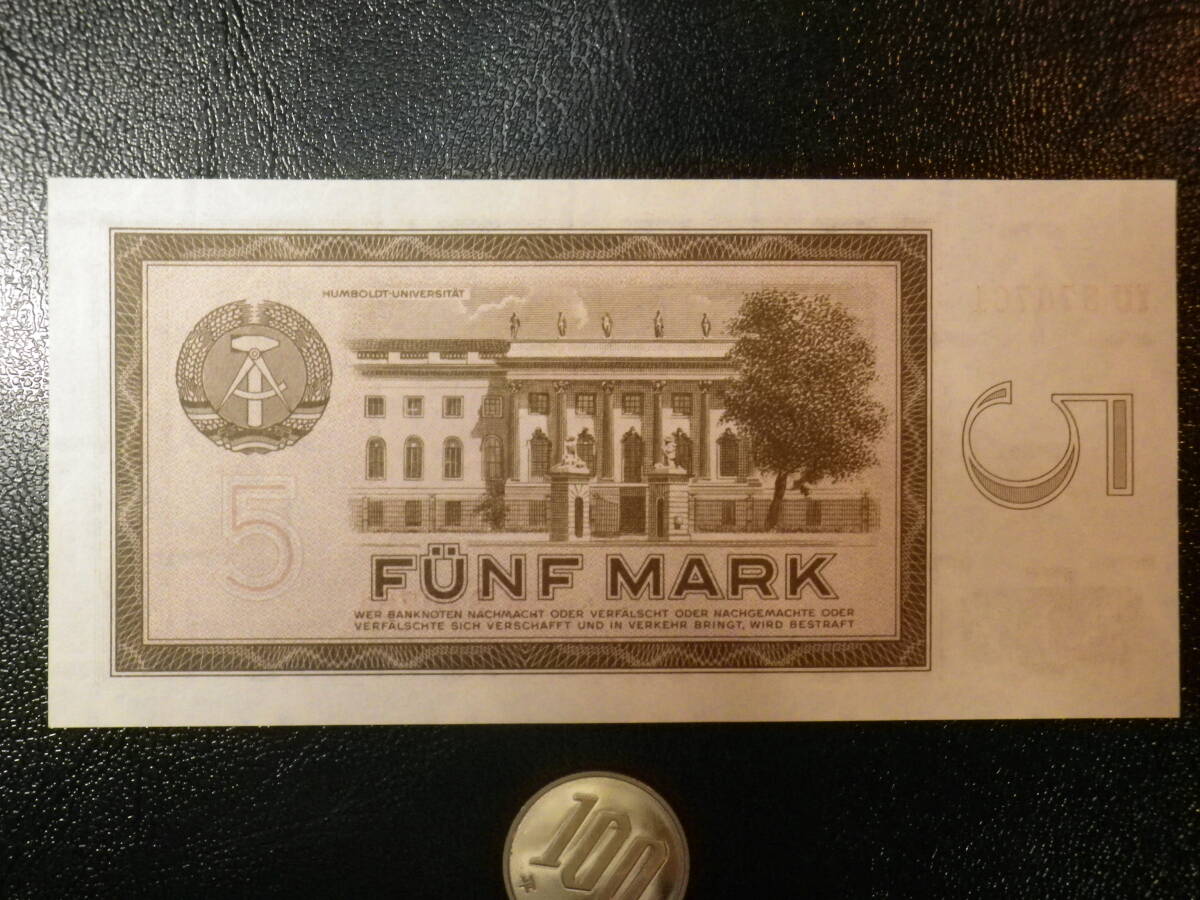 HUMBOLDT-UNIVERSITÄT
5
5
FÜNF MARK
WER BANKNOTEN NACHMACHT ODER VERFÄLSCHT ODER NACHGEMACHTE ODER
VERFÄLSCHTE SICH VERSCHAFFT UND IN VERKEHR BRINGT, WIRD BESTRAFT
100